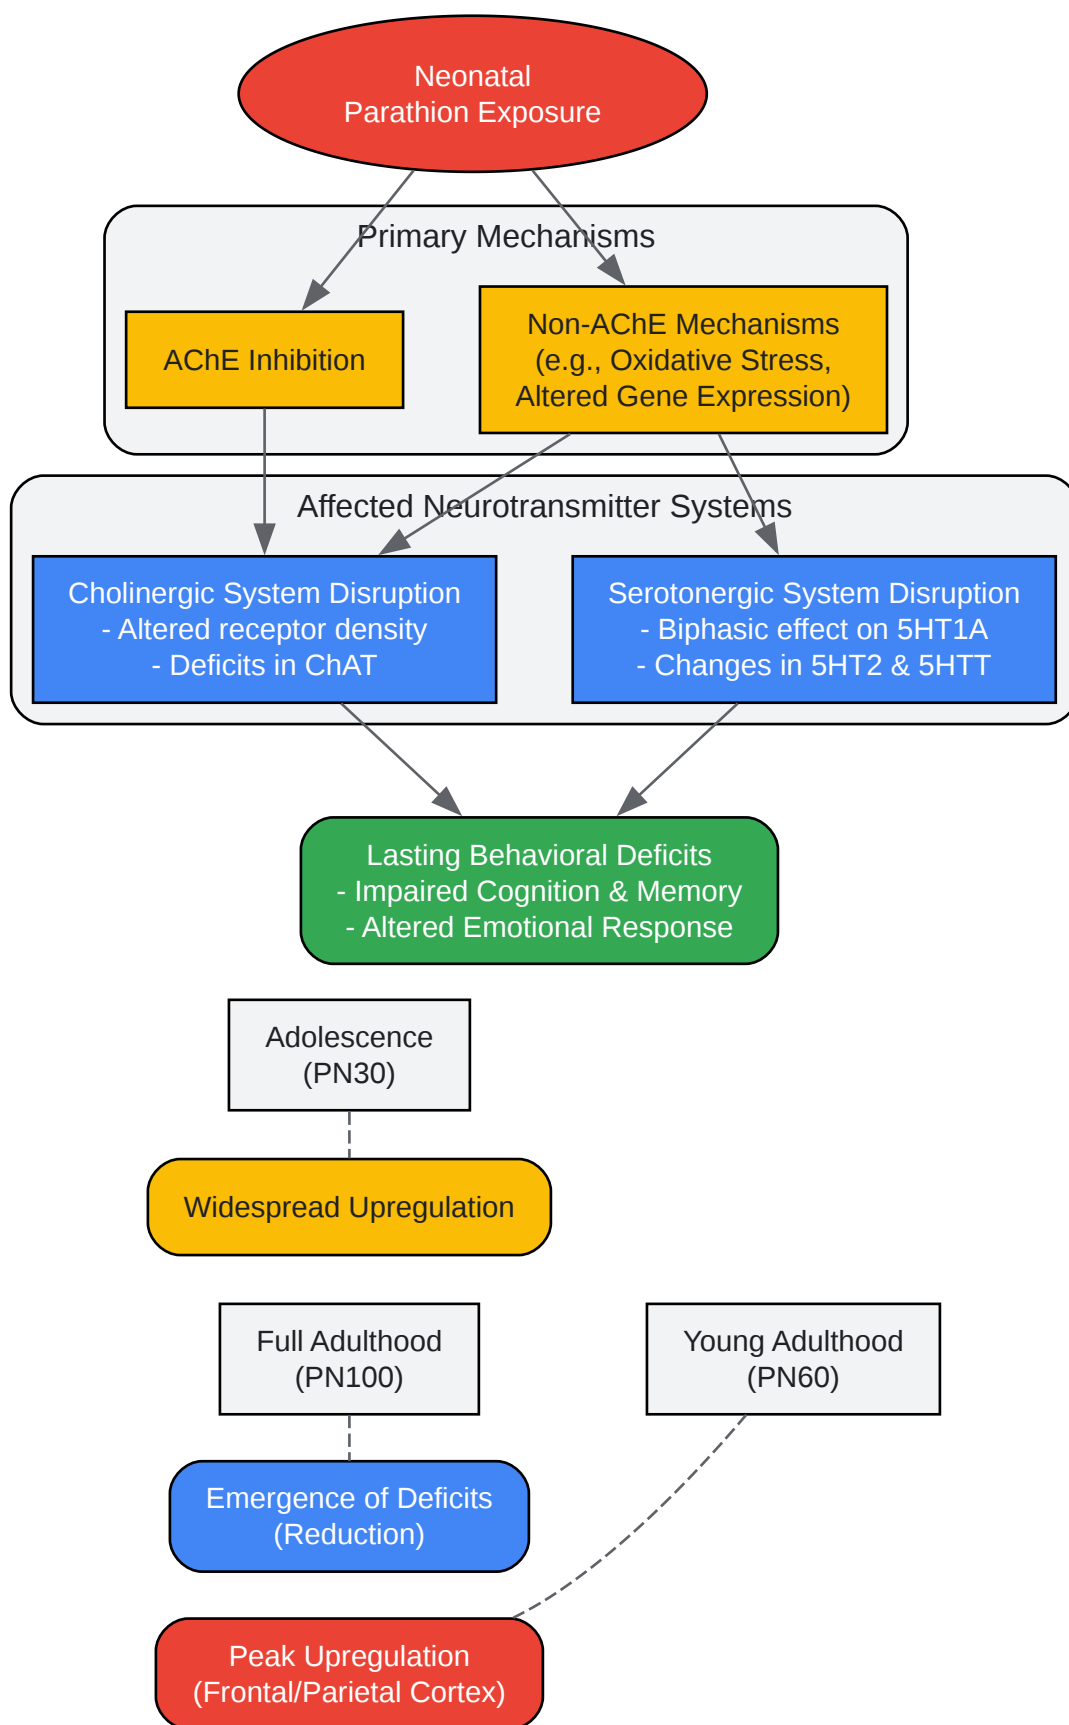 Neonatal
Parathion Exposure
Primary Mechanisms
AChE Inhibition
Non-AChE Mechanisms
(e.g., Oxidative Stress,
Altered Gene Expression)
Affected Neurotransmitter Systems
Cholinergic System Disruption
- Altered receptor density
- Deficits in ChAT
Serotonergic System Disruption
- Biphasic effect on 5HT1A
- Changes in 5HT2 & 5HTT
Lasting Behavioral Deficits
- Impaired Cognition & Memory
- Altered Emotional Response
Adolescence
(PN30)
Widespread Upregulation
Full Adulthood
(PN100)
Young Adulthood
(PN60)
Emergence of Deficits
(Reduction)
Peak Upregulation
(Frontal/Parietal Cortex)